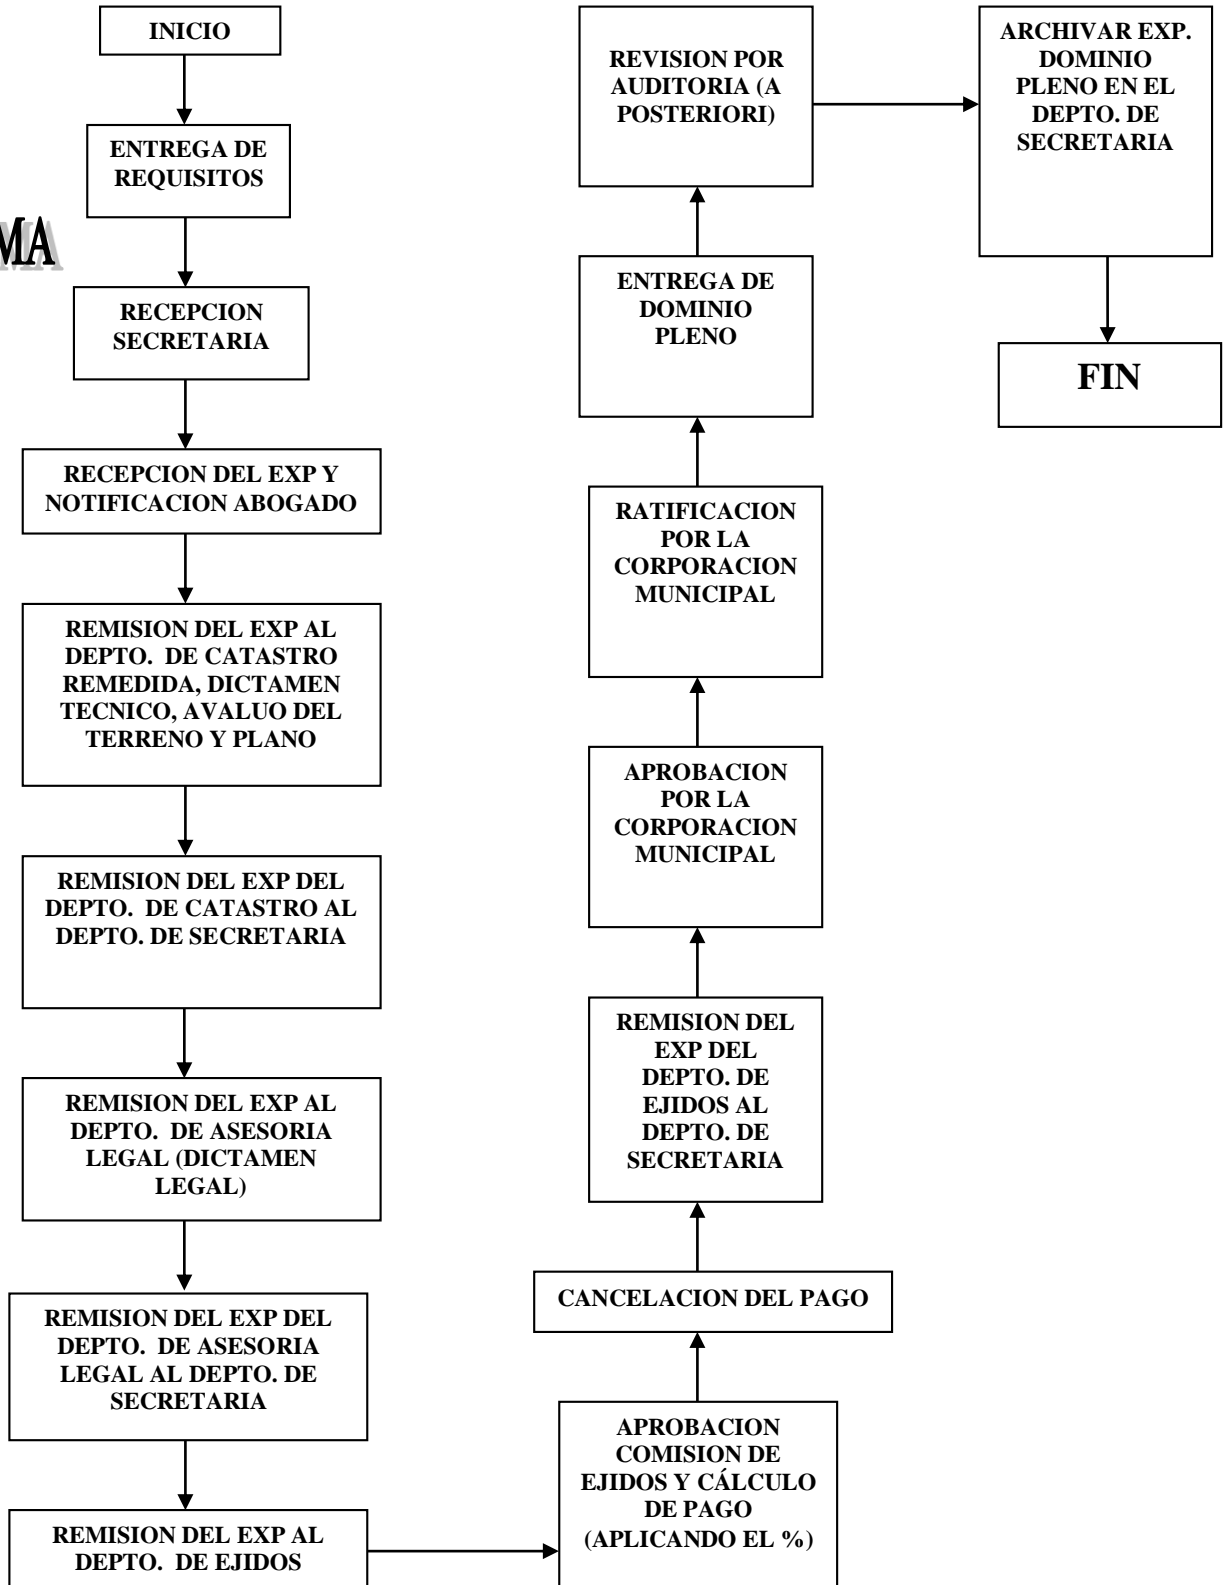 INICIO
ENTREGA DE
REQUISITOS
MA
RECEPCION
SECRETARIA
RECEPCION DEL EXP Y
NOTIFICACION ABOGADO
REMISION DEL EXP AL
DEPTO. DE CATASTRO
REMEDIDA, DICTAMEN
TECNICO, AVALUO DEL
TERRENO Y PLANO
REMISION DEL EXP DEL
DEPTO. DE CATASTRO AL
DEPTO. DE SECRETARIA
REMISION DEL EXP AL
DEPTO. DE ASESORIA
LEGAL (DICTAMEN
LEGAL)
REMISION DEL EXP DEL
DEPTO. DE ASESORIA
LEGAL AL DEPTO. DE
SECRETARIA
REMISION DEL EXP AL
DEPTO. DE EJIDOS
APROBACION
COMISION DE
EJIDOS Y CÁLCULO
DE PAGO
(APLICANDO EL %)
CANCELACION DEL PAGO
REMISION DEL
EXP DEL
DEPTO. DE
EJIDOS AL
DEPTO. DE
SECRETARIA
APROBACION
POR LA
CORPORACION
MUNICIPAL
RATIFICACION
POR LA
CORPORACION
MUNICIPAL
ENTREGA DE
DOMINIO
PLENO
REVISION POR
AUDITORIA (A
POSTERIORI)
ARCHIVAR EXP.
DOMINIO
PLENO EN EL
DEPTO. DE
SECRETARIA
FIN